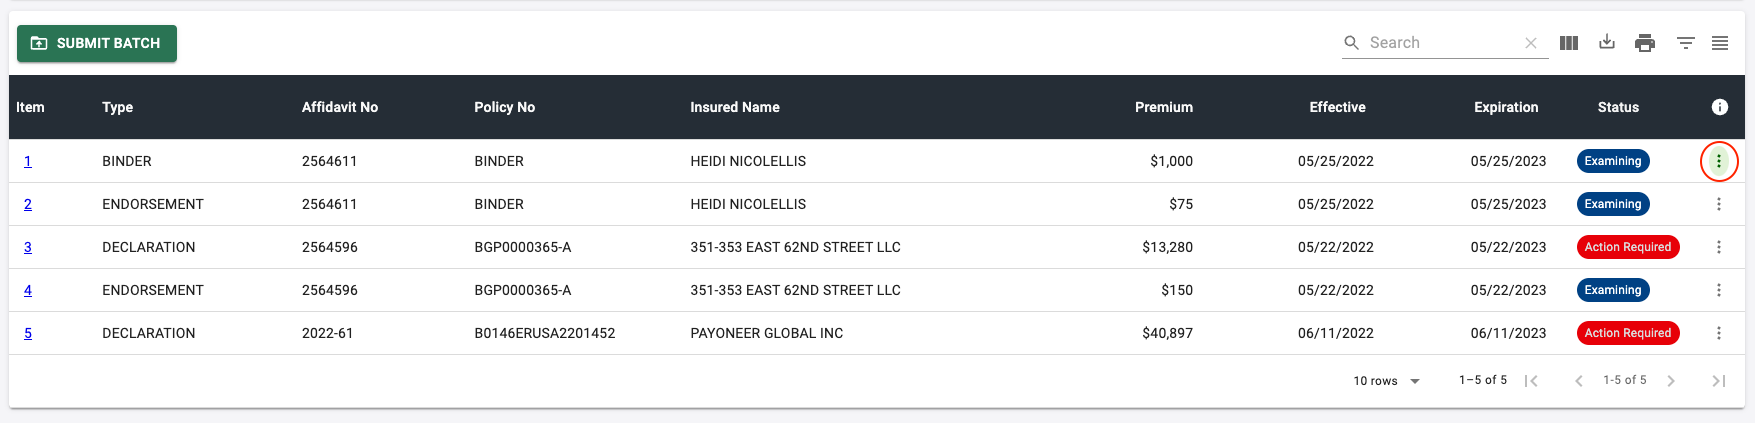 SUBMIT BATCH
Search
Item Type Affidavit No Policy No Insured Name Premium Effective Expiration Status
1 BINDER 2564611 BINDER HEIDI NICOLELLIS $1,000 05/25/2022 05/25/2023 Examining
2 ENDORSEMENT 2564611 BINDER HEIDI NICOLELLIS $75 05/25/2022 05/25/2023 Examining
3 DECLARATION 2564596 BGP0000365-A 351-353 EAST 62ND STREET LLC $13,280 05/22/2022 05/22/2023 Action Required
4 ENDORSEMENT 2564596 BGP0000365-A 351-353 EAST 62ND STREET LLC $150 05/22/2022 05/22/2023 Examining
5 DECLARATION 2022-61 B0146ERUSA2201452 PAYONEER GLOBAL INC $40,897 06/11/2022 06/11/2023 Action Required
10 rows 1–5 of 5 1-5 of 5